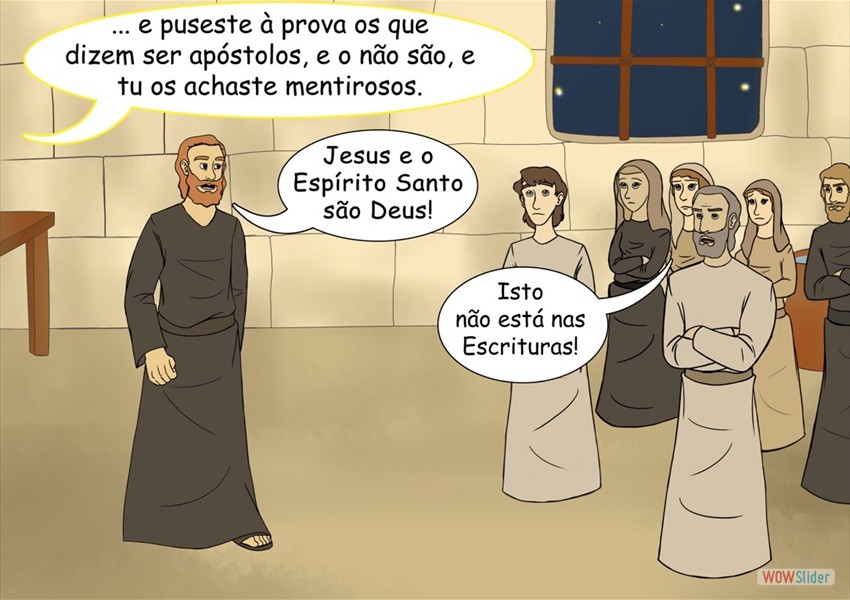 ... e puseste à prova os que
dizem ser apóstolos, e o não são, e
tu os achaste mentirosos.
Jesus e o
Espírito Santo
são Deus!
Isto
não está nas
Escrituras!
WOWSlider